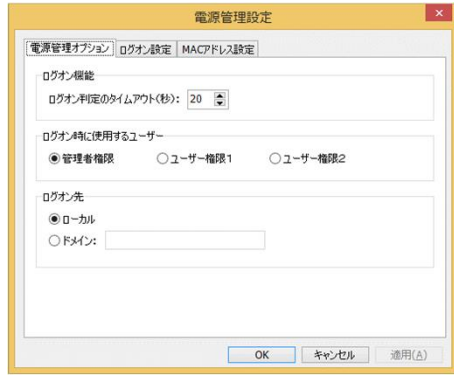 電源管理設定
電源管理オプション ログオン設定 MACアドレス設定
ログオン機能
ログオン判定のタイムアウト(秒): 20
ログオン時に使用するユーザー
管理者権限 ユーザー権限1 ユーザー権限2
ログオン先
ローカル
ドメイン:
OK キャンセル 適用(A)